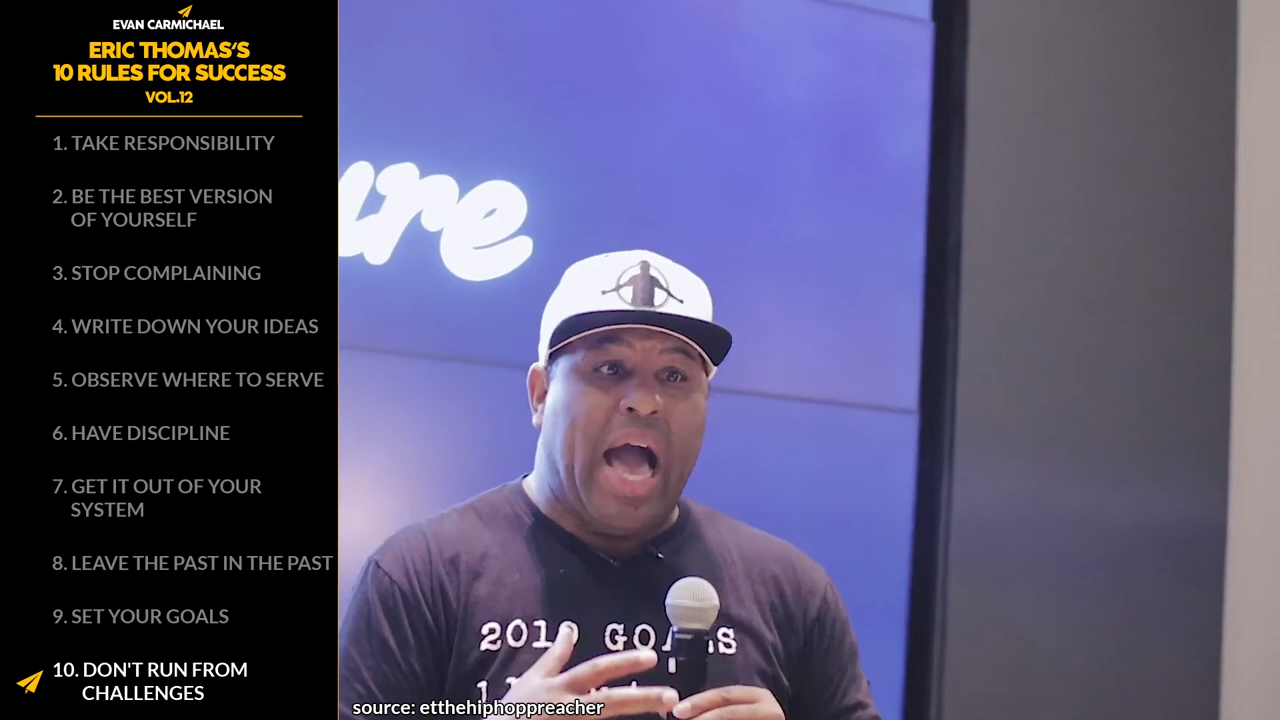 EVAN CARMICHAEL
ERIC THOMAS'S
10 RULES FOR SUCCESS
VOL.12
1. TAKE RESPONSIBILITY
2. BE THE BEST VERSION
OF YOURSELF
3. STOP COMPLAINING
4. WRITE DOWN YOUR IDEAS
5. OBSERVE WHERE TO SERVE
6. HAVE DISCIPLINE
7. GET IT OUT OF YOUR
SYSTEM
8. LEAVE THE PAST IN THE PAST
9. SET YOUR GOALS
10. DON'T RUN FROM
CHALLENGES
ure
2019 GOALS
source: etthehiphoppreacher